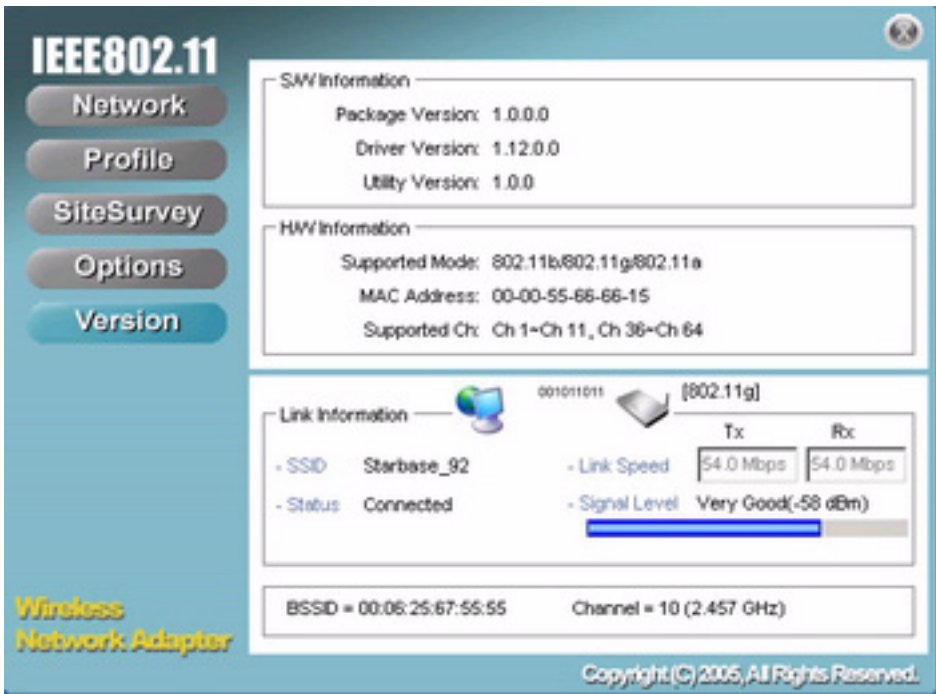 IEEE802.11
Network
Profile
SiteSurvey
Options
Version
Wireless
Network Adapter
S/W Information
Package Version: 1.0.0.0
Driver Version: 1.12.0.0
Utility Version: 1.0.0
H/W Information
Supported Mode: 802.11b/802.11g/802.11a
MAC Address: 00-00-55-66-66-15
Supported Ch: Ch 1~Ch 11, Ch 36~Ch 64
Link Information 001011011 [802.11g]
Tx Rx
- SSID Starbase_92 - Link Speed 54.0 Mbps 54.0 Mbps
- Status Connected - Signal Level Very Good(-58 dBm)
BSSID = 00:06:25:67:55:55 Channel = 10 (2.457 GHz)
Copyright (C) 2005, All Rights Reserved.